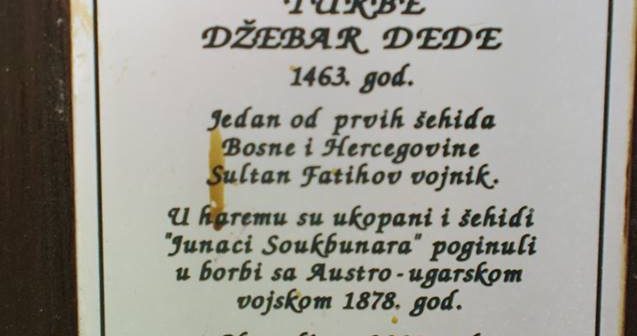 TURBE
DŽEBAR DEDE
1463. god.
Jedan od prvih šehida
Bosne i Hercegovine
Sultan Fatihov vojnik.
U haremu su ukopani i šehidi
"Junaci Soukbunara" poginuli
u borbi sa Austro-ugarskom
vojskom 1878. god.